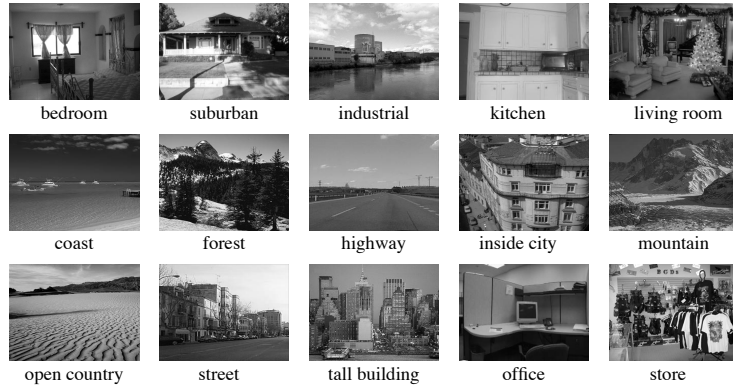 bedroom
suburban
industrial
kitchen
living room
coast
forest
highway
inside city
mountain
open country
street
tall building
office
store